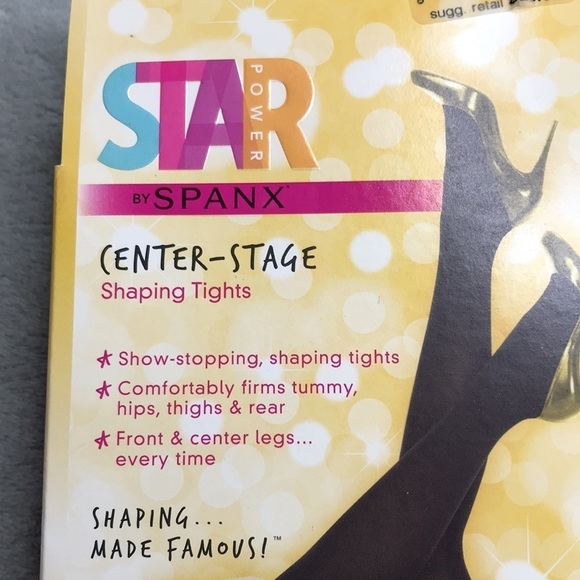 sugg. retail
STAR
POWER
BY SPANX
CENTER-STAGE
Shaping Tights
Show-stopping, shaping tights
Comfortably firms tummy,
hips, thighs & rear
Front & center legs...
every time
SHAPING...
MADE FAMOUS!™